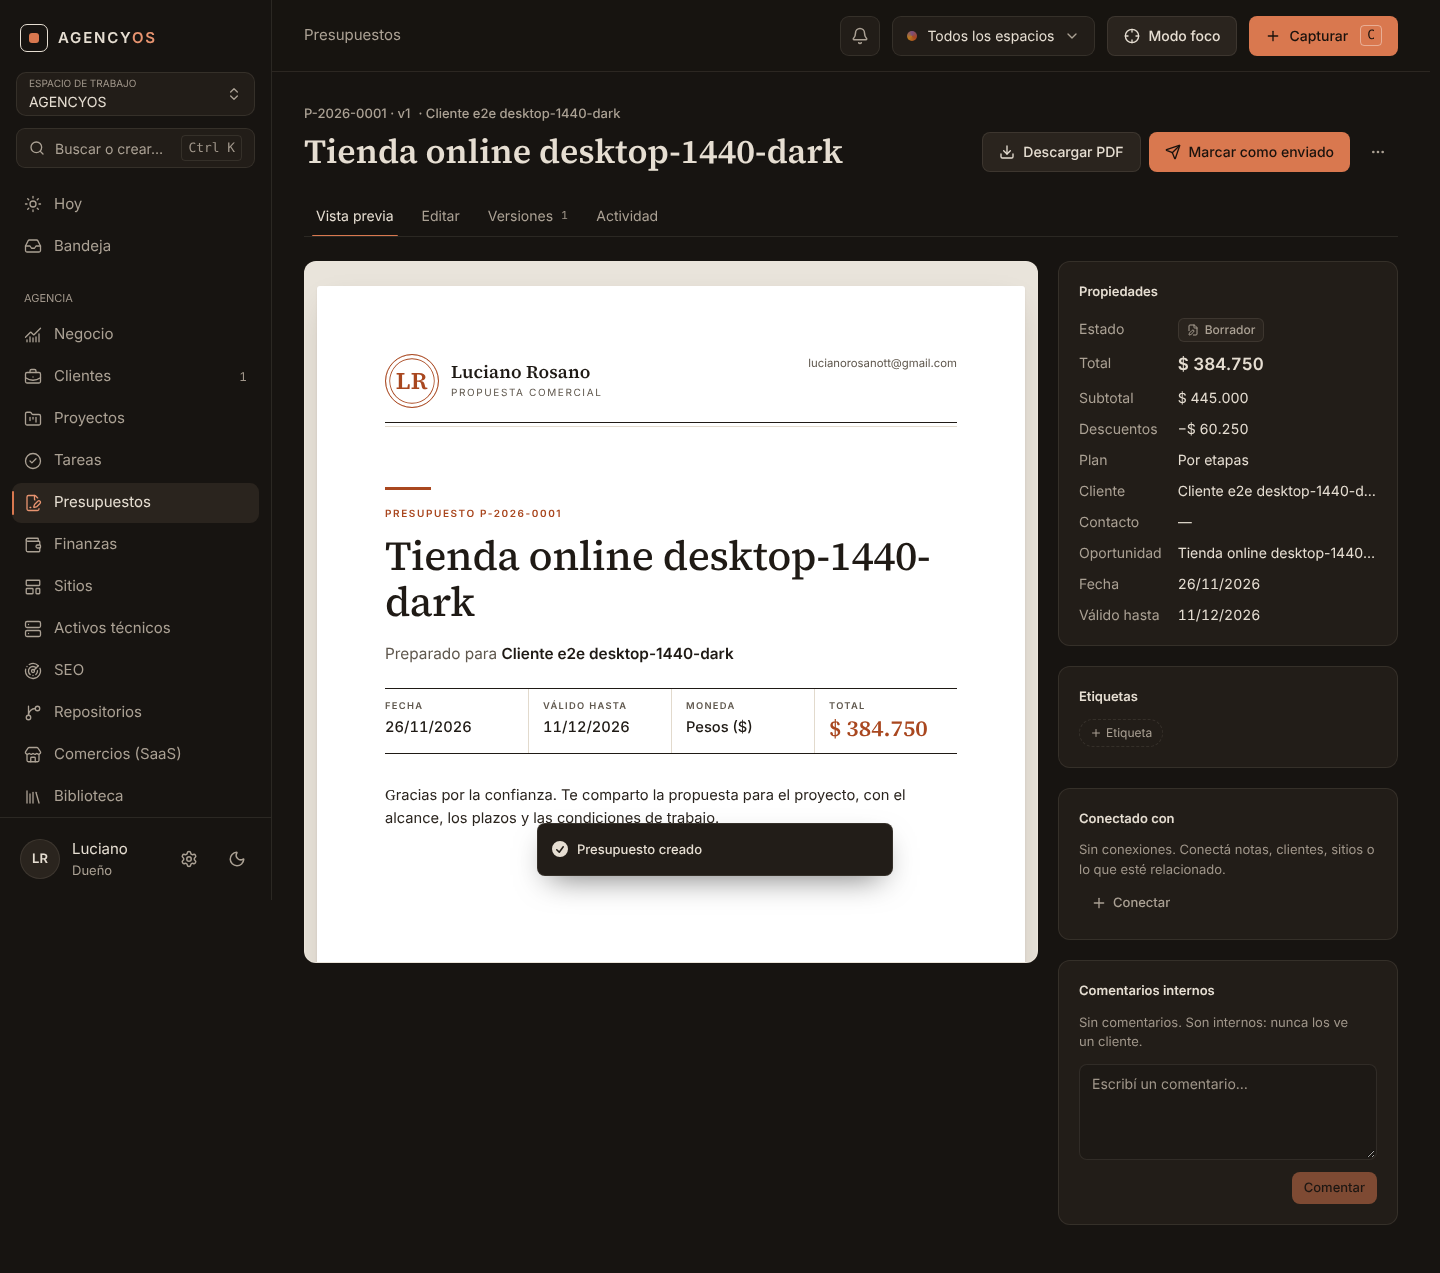 AGENCYOS
ESPACIO DE TRABAJO
AGENCYOS
Buscar o crear... Ctrl K
Hoy
Bandeja
AGENCIA
Negocio
Clientes 1
Proyectos
Tareas
Presupuestos
Finanzas
Sitios
Activos técnicos
SEO
Repositorios
Comercios (SaaS)
Biblioteca
LR
Luciano
Dueño
Presupuestos
Todos los espacios
Modo foco
Capturar C
P-2026-0001 · v1 · Cliente e2e desktop-1440-dark
Tienda online desktop-1440-dark
Descargar PDF
Marcar como enviado
Vista previa
Editar
Versiones 1
Actividad
LR
Luciano Rosano
PROPUESTA COMERCIAL
lucianorosanott@gmail.com
PRESUPUESTO P-2026-0001
Tienda online desktop-1440-
dark
Preparado para Cliente e2e desktop-1440-dark
FECHA
26/11/2026
VÁLIDO HASTA
11/12/2026
MONEDA
Pesos ($)
TOTAL
$ 384.750
Gracias por la confianza. Te comparto la propuesta para el proyecto, con el
alcance, los plazos y las condiciones de trabajo.
Presupuesto creado
Propiedades
Estado Borrador
Total $ 384.750
Subtotal $ 445.000
Descuentos −$ 60.250
Plan Por etapas
Cliente Cliente e2e desktop-1440-d...
Contacto —
Oportunidad Tienda online desktop-1440...
Fecha 26/11/2026
Válido hasta 11/12/2026
Etiquetas
+ Etiqueta
Conectado con
Sin conexiones. Conectá notas, clientes, sitios o
lo que esté relacionado.
+ Conectar
Comentarios internos
Sin comentarios. Son internos: nunca los ve
un cliente.
Escribí un comentario...
Comentar